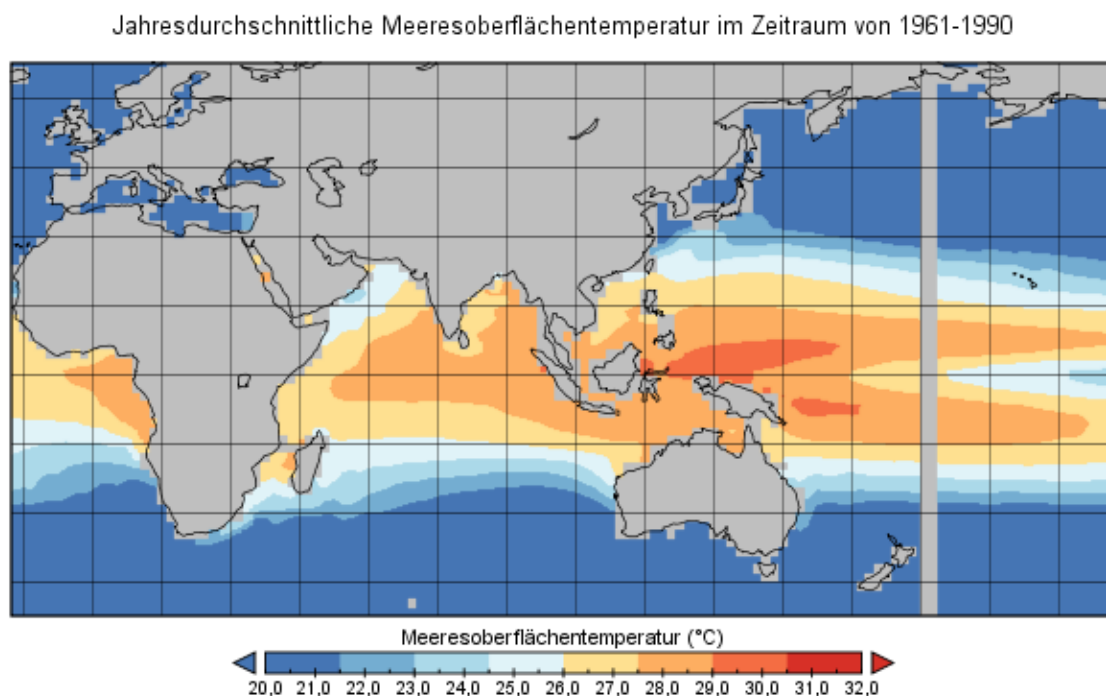 Jahresdurchschnittliche Meeresoberflächentemperatur im Zeitraum von 1961-1990
Meeresoberflächentemperatur (°C)
20,0 21,0 22,0 23,0 24,0 25,0 26,0 27,0 28,0 29,0 30,0 31,0 32,0